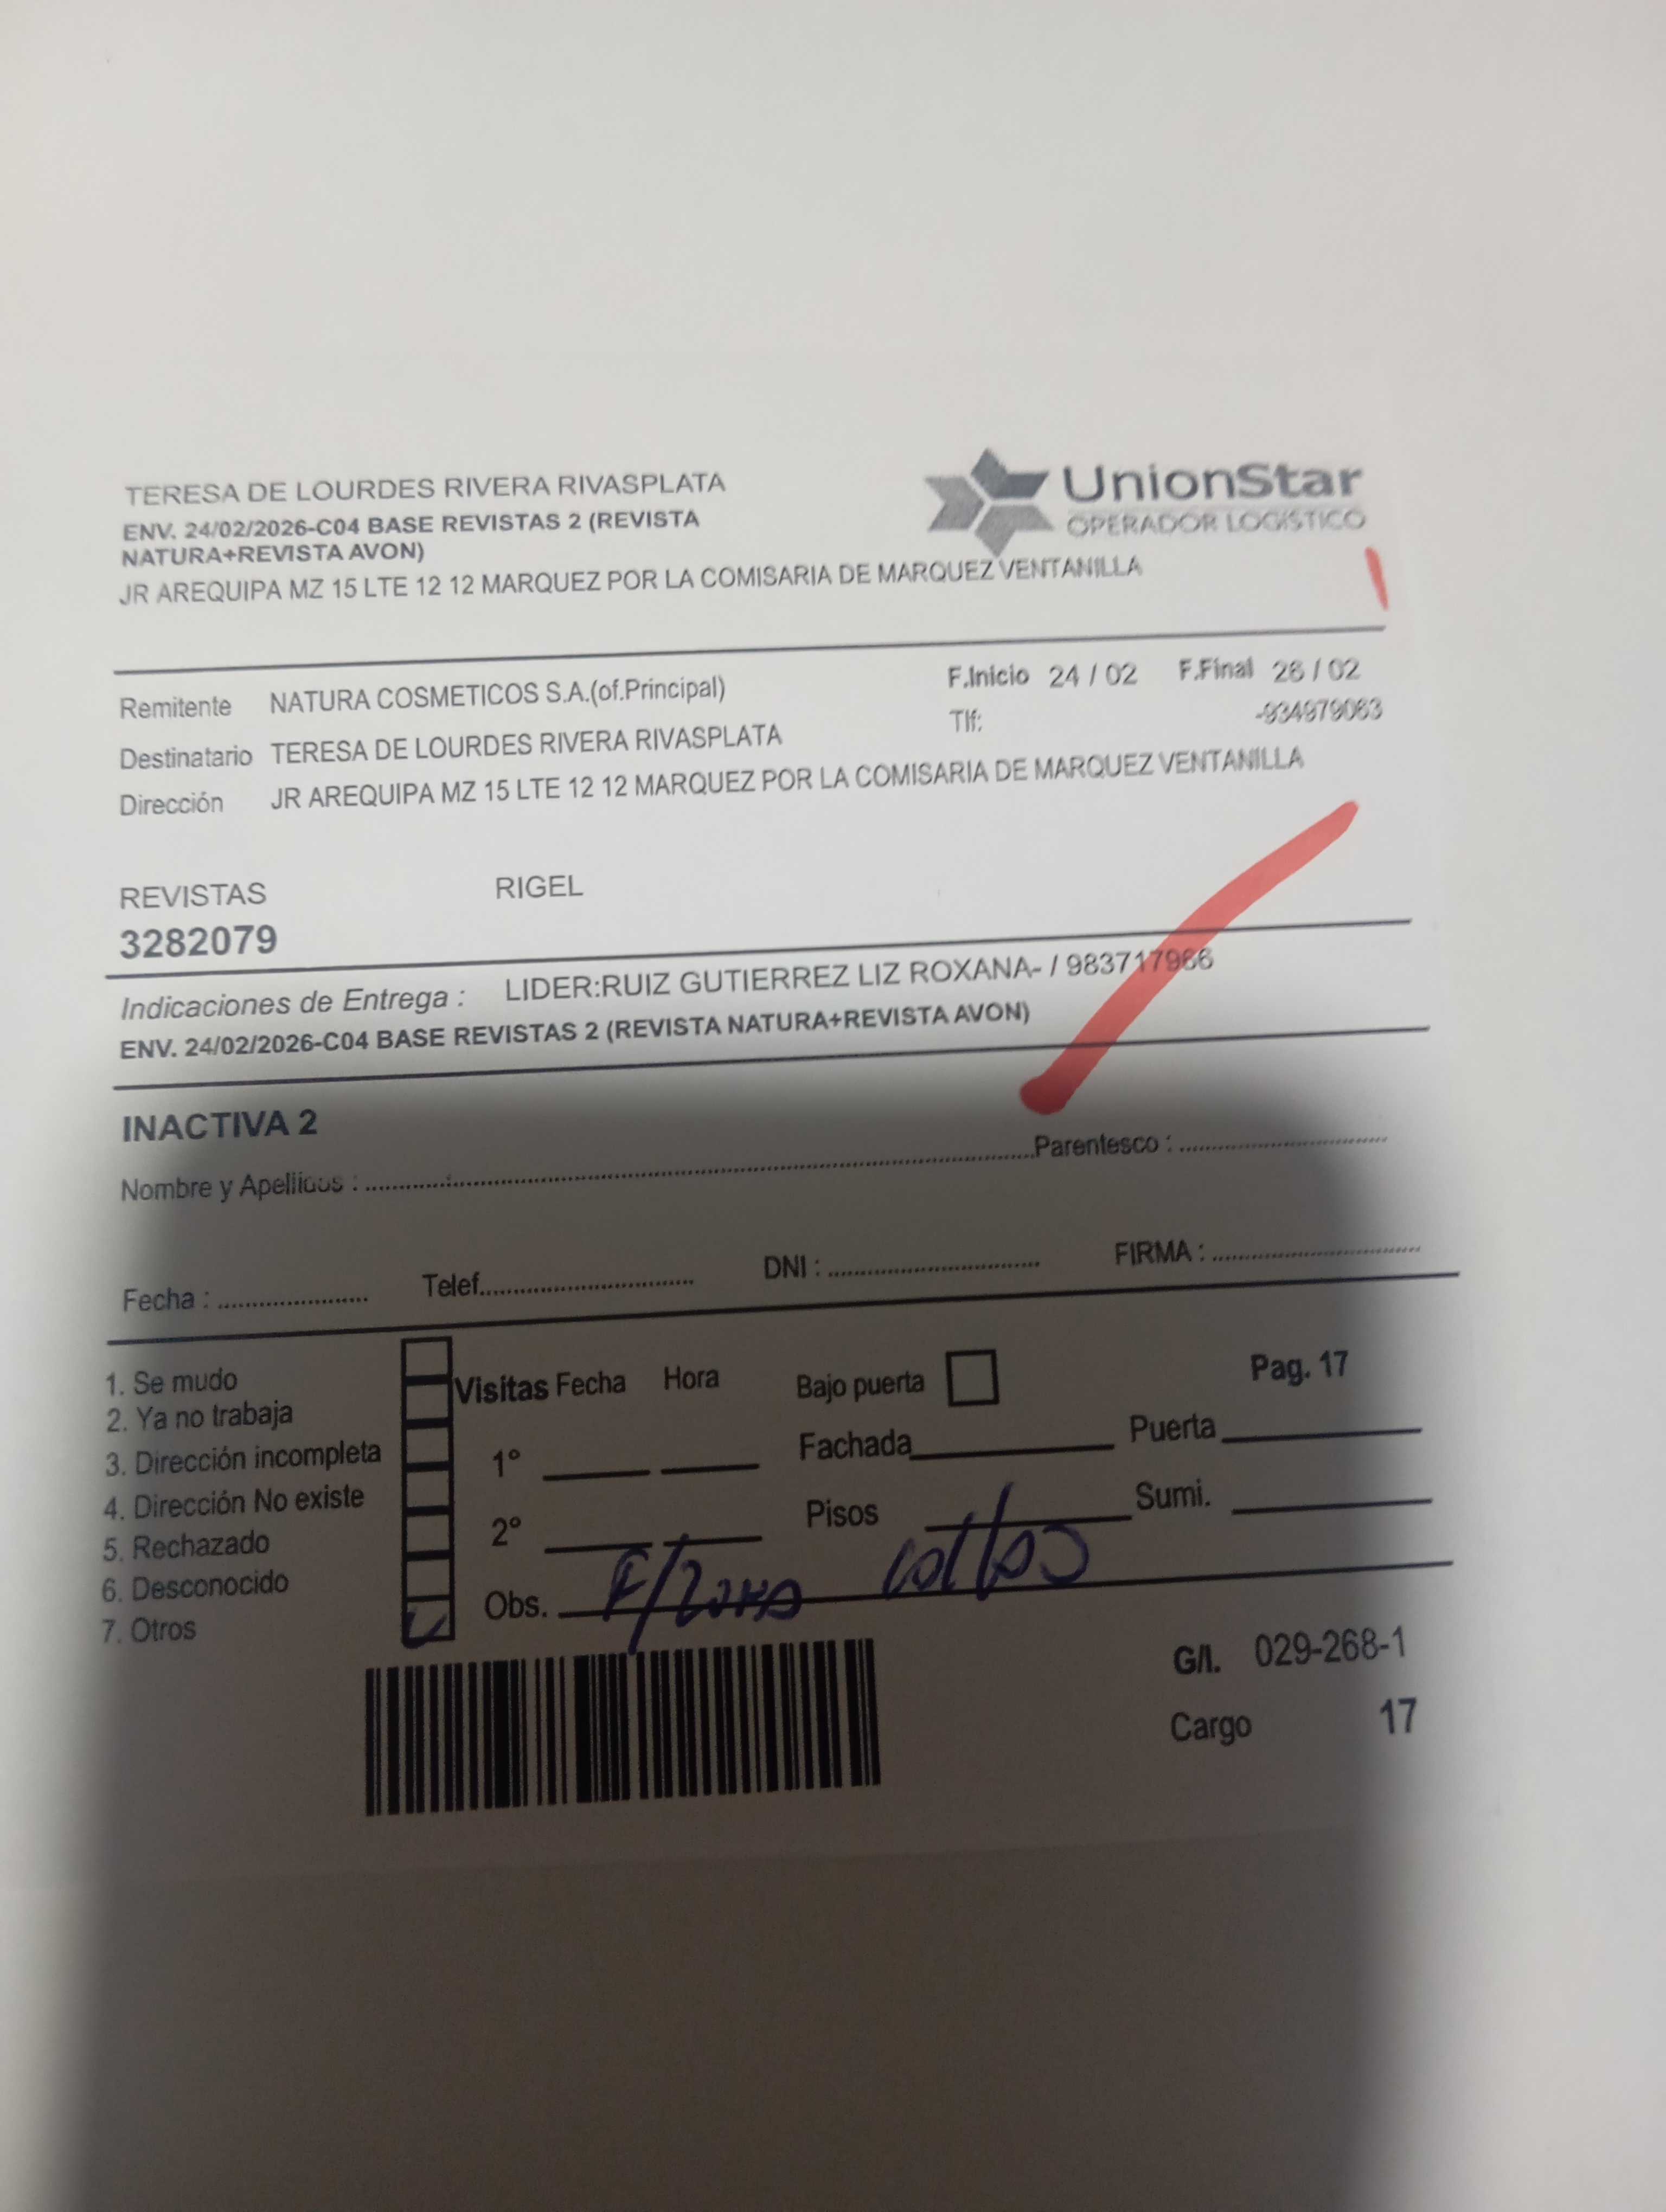 TERESA DE LOURDES RIVERA RIVASPLATA
ENV. 24/02/2026-C04 BASE REVISTAS 2 (REVISTA
NATURA+REVISTA AVON)
JR AREQUIPA MZ 15 LTE 12 12 MARQUEZ POR LA COMISARIA DE MARQUEZ VENTANILLA
UnionStar
OPERADOR LOGISTICO
Remitente NATURA COSMETICOS S.A.(of.Principal)
F.Inicio 24 / 02 F.Final 26 / 02
Destinatario TERESA DE LOURDES RIVERA RIVASPLATA
Tlf: -934979063
Dirección JR AREQUIPA MZ 15 LTE 12 12 MARQUEZ POR LA COMISARIA DE MARQUEZ VENTANILLA
REVISTAS RIGEL
3282079
Indicaciones de Entrega : LIDER:RUIZ GUTIERREZ LIZ ROXANA- / 983717966
ENV. 24/02/2026-C04 BASE REVISTAS 2 (REVISTA NATURA+REVISTA AVON)
INACTIVA 2
Nombre y Apellidos : Parentesco :
Fecha : Telef. DNI : FIRMA :
1. Se mudo
2. Ya no trabaja
3. Dirección incompleta
4. Dirección No existe
5. Rechazado
6. Desconocido
7. Otros
Visitas Fecha Hora
1°
2°
Bajo puerta
Pag. 17
Fachada Puerta
Pisos Sumi.
Obs. F/Zona
G/I. 029-268-1
Cargo 17